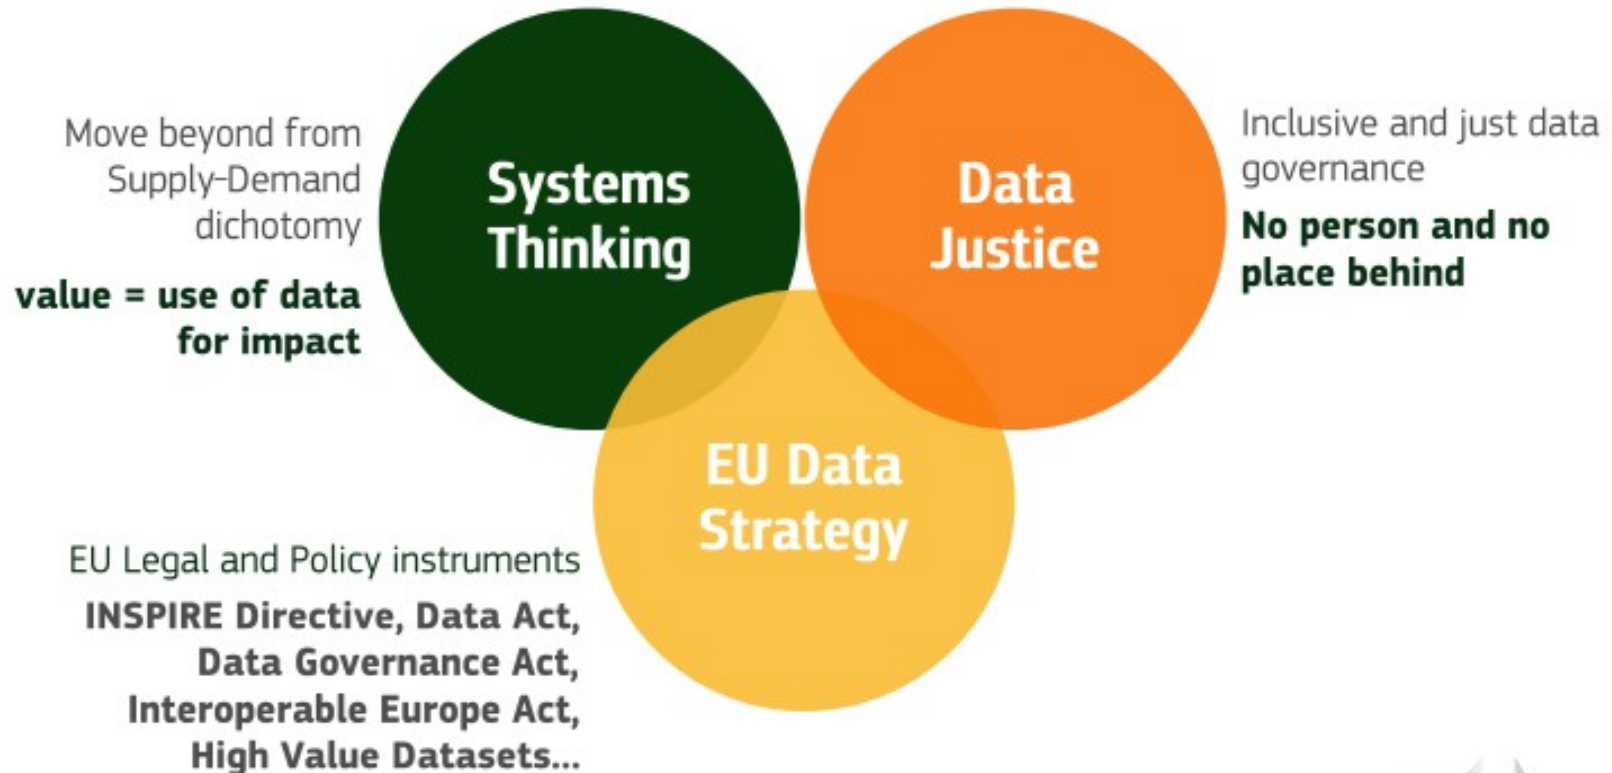 Move beyond from
Supply-Demand
dichotomy
value = use of data
for impact
Systems
Thinking
Data
Justice
Inclusive and just data
governance
No person and no
place behind
EU Data
Strategy
EU Legal and Policy instruments
INSPIRE Directive, Data Act,
Data Governance Act,
Interoperable Europe Act,
High Value Datasets...